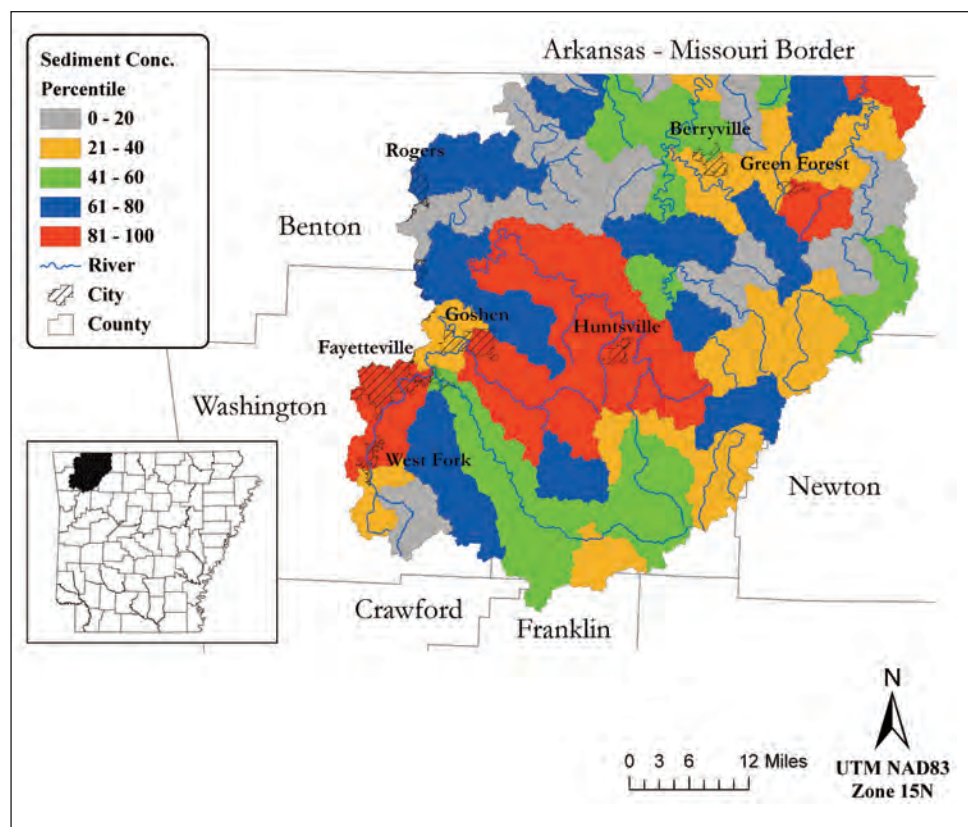 Arkansas - Missouri Border
Sediment Conc.
Percentile
0 - 20
21 - 40
41 - 60
61 - 80
81 - 100
River
City
County
Berryville
Rogers
Green Forest
Benton
Goshen
Huntsville
Fayetteville
Washington
West Fork
Newton
Crawford
Franklin
N
0 3 6 12 Miles
UTM NAD83
Zone 15N